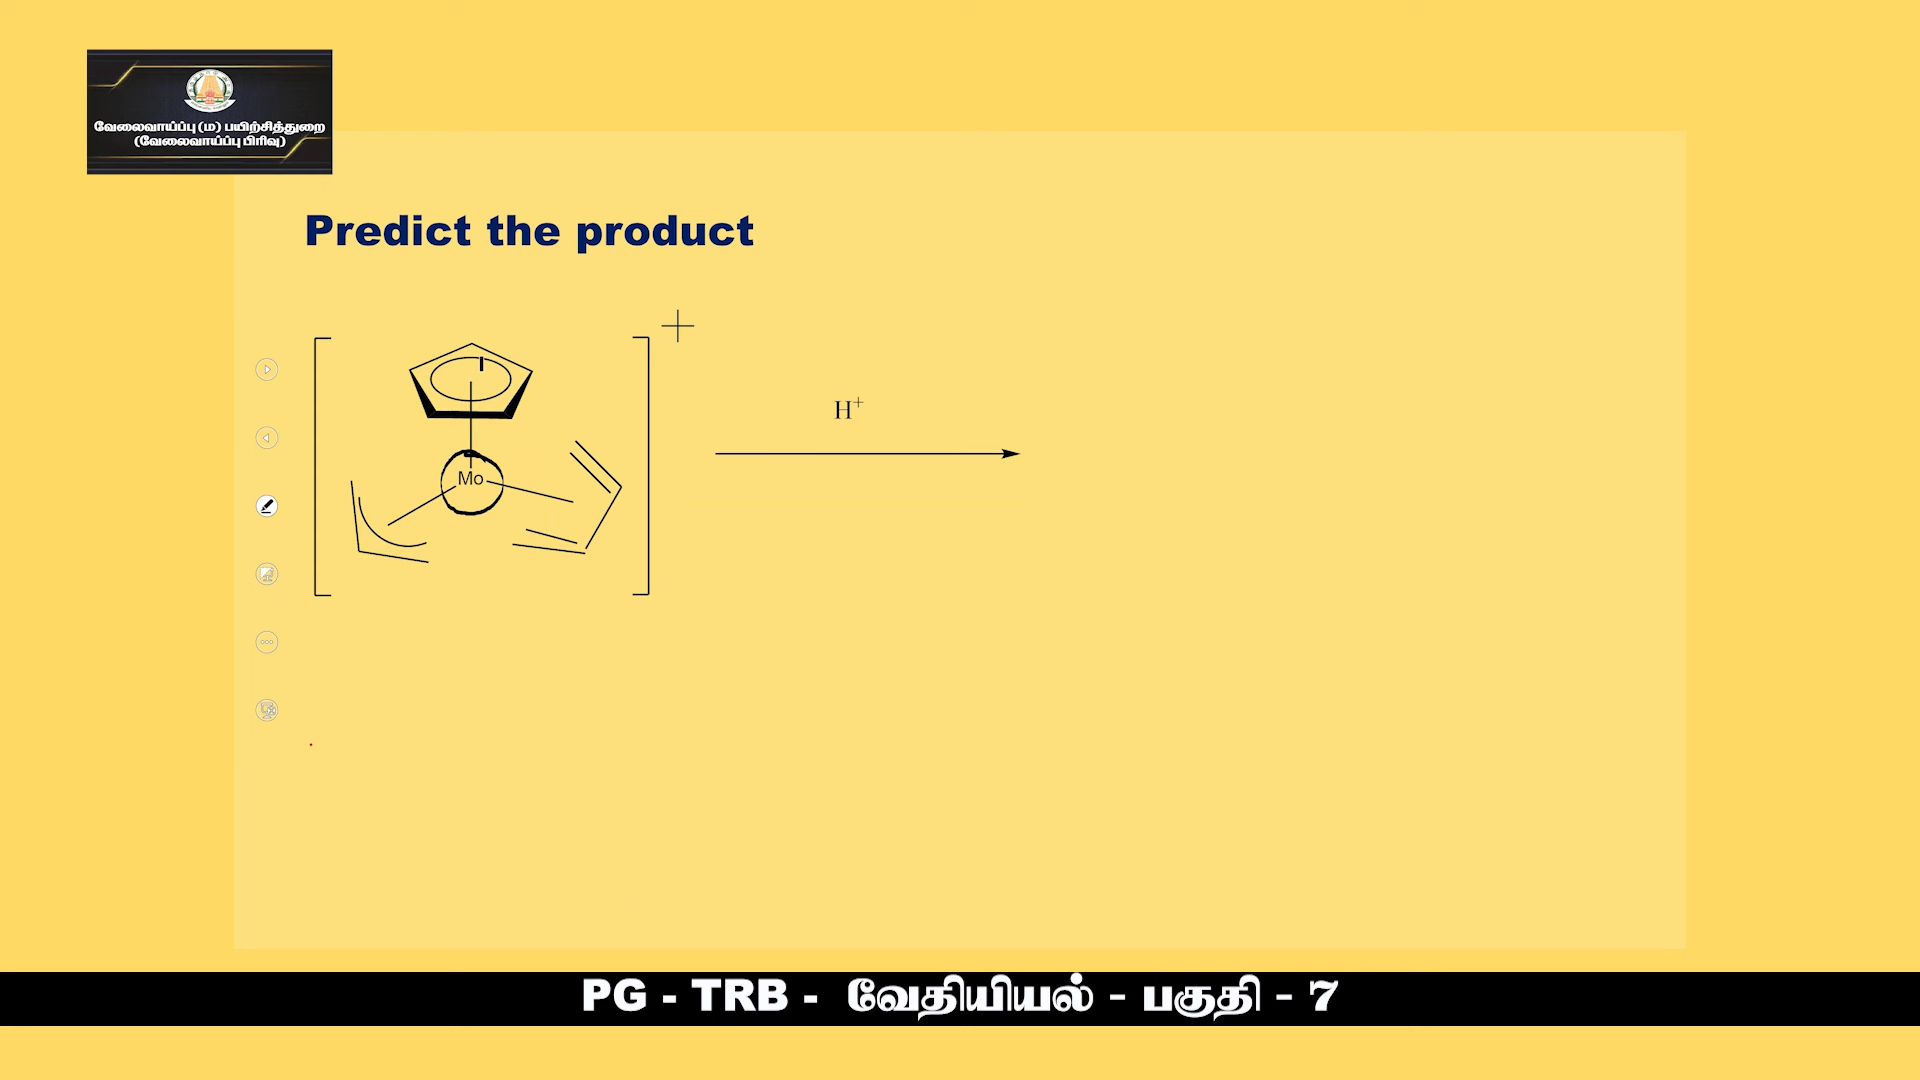 வேலைவாய்ப்பு (ம) பயிற்சித்துறை
(வேலைவாய்ப்பு பிரிவு)
Predict the product
+
H⁺
Mo
PG - TRB - வேதியியல் - பகுதி - 7